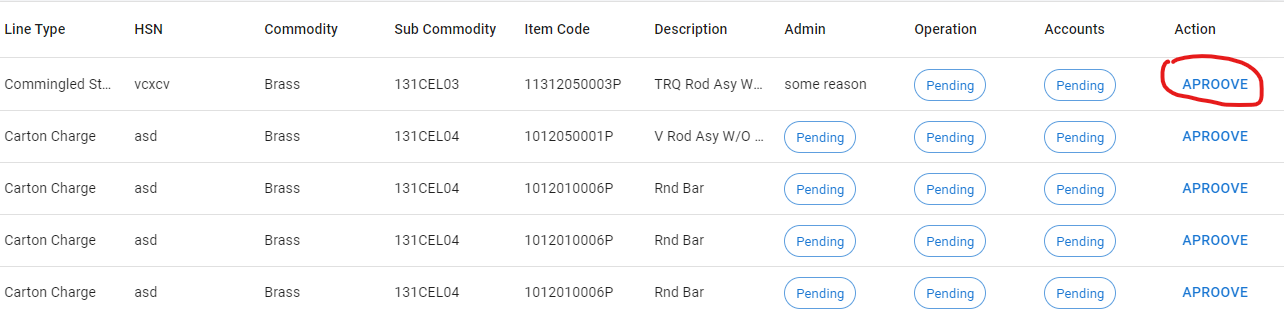 Line Type HSN Commodity Sub Commodity Item Code Description Admin Operation Accounts Action
Commingled St... vcxcv Brass 131CEL03 11312050003P TRQ Rod Asy W... some reason Pending Pending APROOVE
Carton Charge asd Brass 131CEL04 1012050001P V Rod Asy W/O ... Pending Pending Pending APROOVE
Carton Charge asd Brass 131CEL04 1012010006P Rnd Bar Pending Pending Pending APROOVE
Carton Charge asd Brass 131CEL04 1012010006P Rnd Bar Pending Pending Pending APROOVE
Carton Charge asd Brass 131CEL04 1012010006P Rnd Bar Pending Pending Pending APROOVE